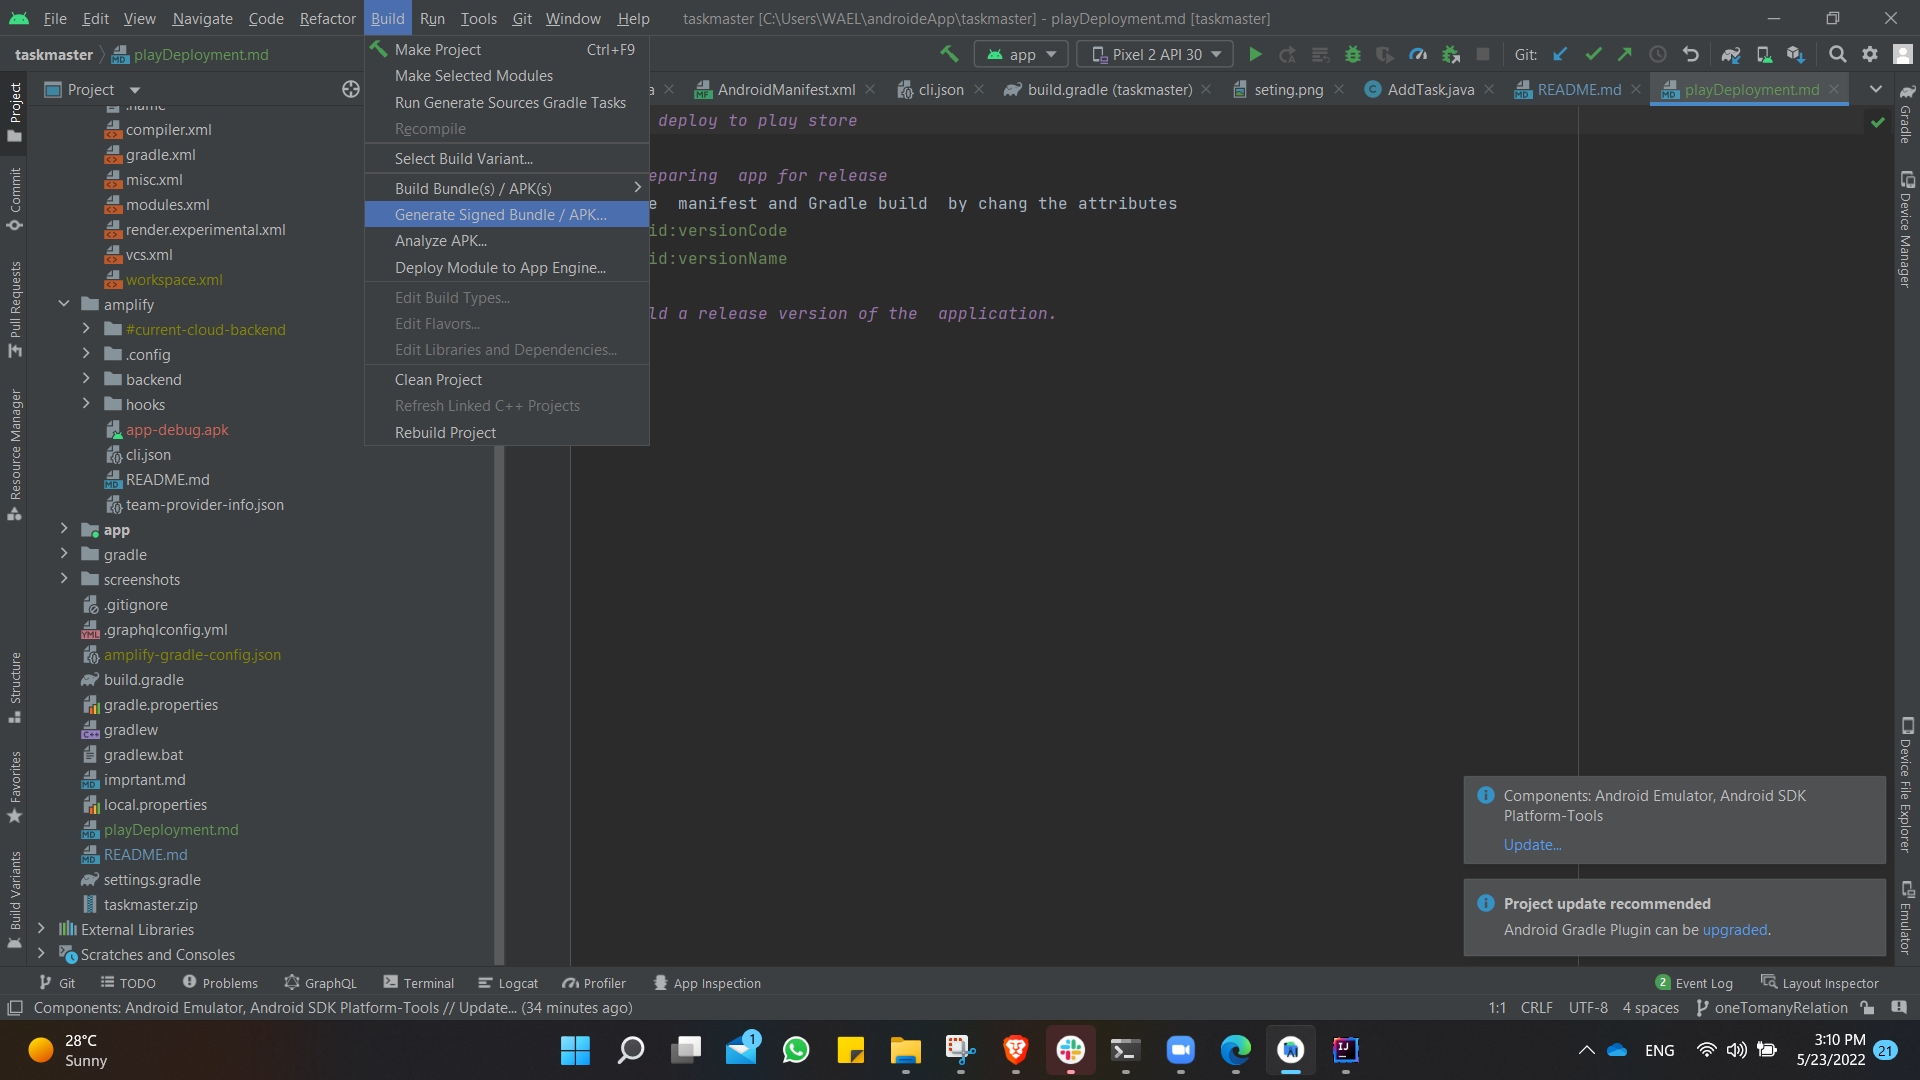 File Edit View Navigate Code Refactor Build Run Tools Git Window Help taskmaster [C:\Users\WAEL\androideApp\taskmaster] - playDeployment.md [taskmaster]
taskmaster playDeployment.md app Pixel 2 API 30 Git:
Project
a AndroidManifest.xml cli.json build.gradle (taskmaster) seting.png AddTask.java README.md playDeployment.md
Make Project Ctrl+F9
Make Selected Modules
Run Generate Sources Gradle Tasks
Recompile
Select Build Variant...
Build Bundle(s) / APK(s)
Generate Signed Bundle / APK...
Analyze APK...
Deploy Module to App Engine...
Edit Build Types...
Edit Flavors...
Edit Libraries and Dependencies...
Clean Project
Refresh Linked C++ Projects
Rebuild Project
deploy to play store
eparing app for release
e manifest and Gradle build by chang the attributes
id:versionCode
id:versionName
ld a release version of the application.
.name
compiler.xml
gradle.xml
misc.xml
modules.xml
render.experimental.xml
vcs.xml
workspace.xml
amplify
#current-cloud-backend
.config
backend
hooks
app-debug.apk
cli.json
README.md
team-provider-info.json
app
gradle
screenshots
.gitignore
.graphqlconfig.yml
amplify-gradle-config.json
build.gradle
gradle.properties
gradlew
gradlew.bat
imprtant.md
local.properties
playDeployment.md
README.md
settings.gradle
taskmaster.zip
External Libraries
Scratches and Consoles
Project
Commit
Pull Requests
Resource Manager
Structure
Favorites
Build Variants
Gradle
Device Manager
Device File Explorer
Emulator
Components: Android Emulator, Android SDK
Platform-Tools
Update...
Project update recommended
Android Gradle Plugin can be upgraded.
Git TODO Problems GraphQL Terminal Logcat Profiler App Inspection 2 Event Log Layout Inspector
Components: Android Emulator, Android SDK Platform-Tools // Update... (34 minutes ago) 1:1 CRLF UTF-8 4 spaces oneTomanyRelation
28°C
Sunny
1
ENG
3:10 PM
5/23/2022
21